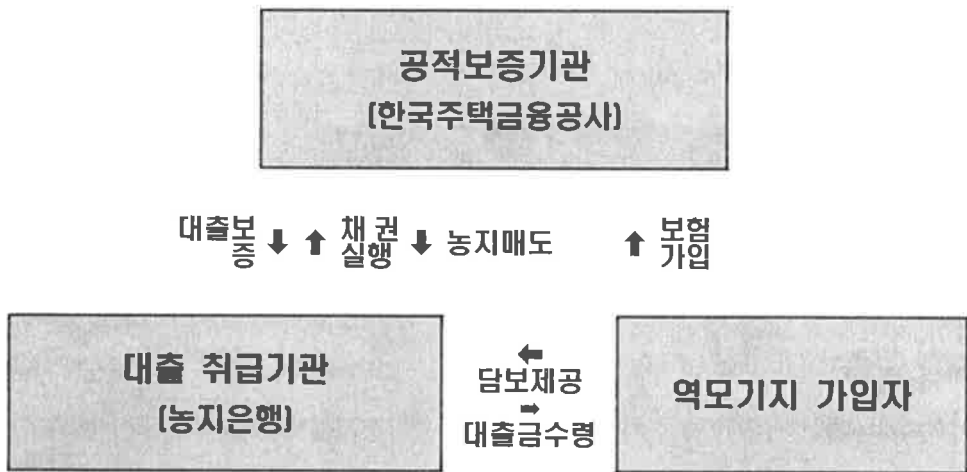 공적보증기관
(한국주택금융공사)
대출보 ⬇ ⬆ 채 권 ⬇ 농지매도 ⬆ 보험
증 실행 가입
대출 취급기관
(농지은행)
⬅
담보제공
➡
대출금수령
역모기지 가입자